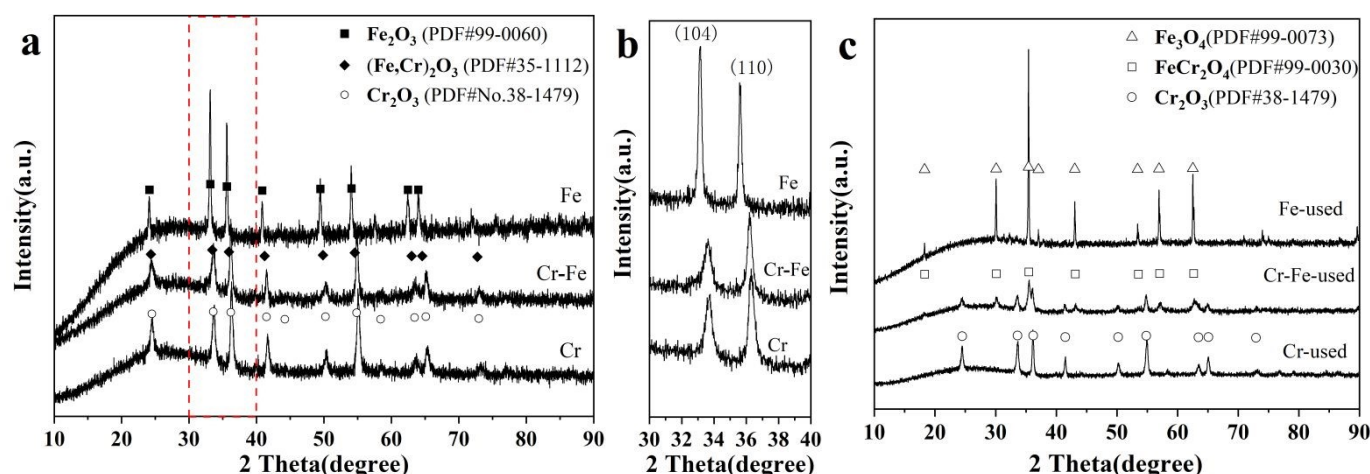 a
■ Fe₂O₃ (PDF#99-0060)
◆ (Fe,Cr)₂O₃ (PDF#35-1112)
○ Cr₂O₃ (PDF#No.38-1479)
Fe
Cr-Fe
Cr
Intensity(a.u.)
10 20 30 40 50 60 70 80 90
2 Theta(degree)
b
(104)
(110)
Fe
Cr-Fe
Cr
Intensity(a.u.)
30 32 34 36 38 40
2 Theta(degree)
c
△ Fe₃O₄(PDF#99-0073)
□ FeCr₂O₄(PDF#99-0030)
○ Cr₂O₃(PDF#38-1479)
Fe-used
Cr-Fe-used
Cr-used
Intensity(a.u.)
10 20 30 40 50 60 70 80 90
2 Theta(degree)